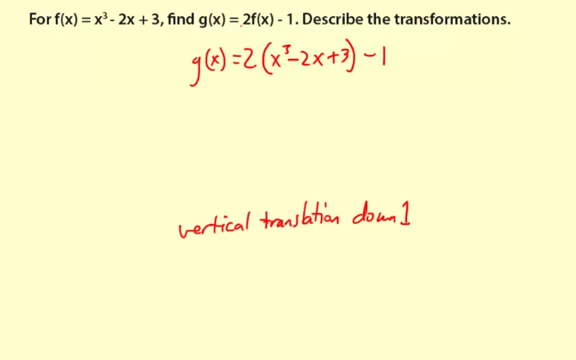 For f(x) = x³ - 2x + 3, find g(x) = 2f(x) - 1. Describe the transformations.
g(x) = 2(x³-2x+3) - 1
vertical translation down 1